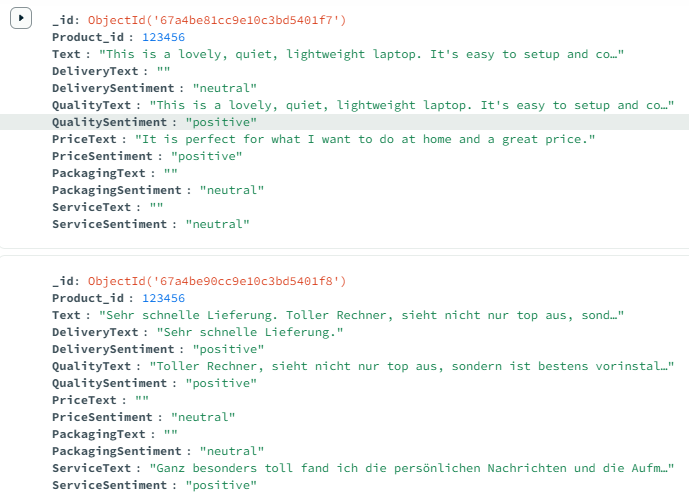 _id: ObjectId('67a4be81cc9e10c3bd5401f7')
Product_id : 123456
Text : "This is a lovely, quiet, lightweight laptop. It's easy to setup and co…"
DeliveryText : ""
DeliverySentiment : "neutral"
QualityText : "This is a lovely, quiet, lightweight laptop. It's easy to setup and co…"
QualitySentiment : "positive"
PriceText : "It is perfect for what I want to do at home and a great price."
PriceSentiment : "positive"
PackagingText : ""
PackagingSentiment : "neutral"
ServiceText : ""
ServiceSentiment : "neutral"
_id: ObjectId('67a4be90cc9e10c3bd5401f8')
Product_id : 123456
Text : "Sehr schnelle Lieferung. Toller Rechner, sieht nicht nur top aus, sond…"
DeliveryText : "Sehr schnelle Lieferung."
DeliverySentiment : "positive"
QualityText : "Toller Rechner, sieht nicht nur top aus, sondern ist bestens vorinstal…"
QualitySentiment : "positive"
PriceText : ""
PriceSentiment : "neutral"
PackagingText : ""
PackagingSentiment : "neutral"
ServiceText : "Ganz besonders toll fand ich die persönlichen Nachrichten und die Aufm…"
ServiceSentiment : "positive"